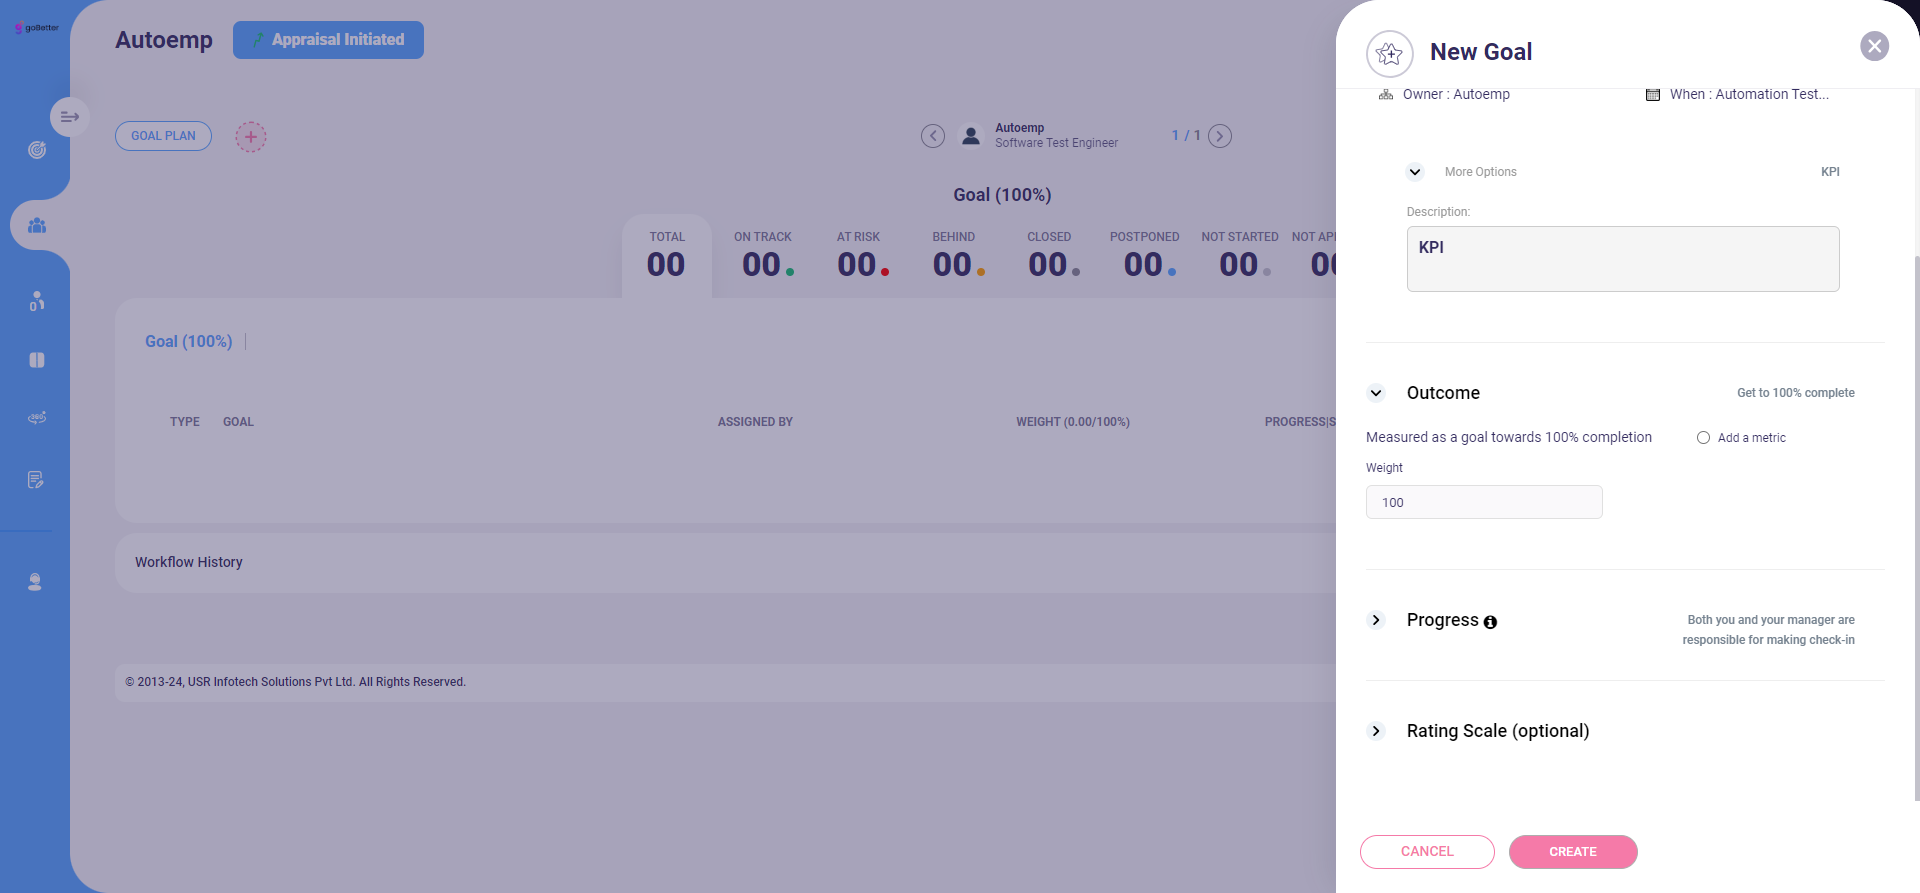 goBetter
Autoemp
Appraisal Initiated
GOAL PLAN
Autoemp
Software Test Engineer
1 / 1
Goal (100%)
TOTAL
00
ON TRACK
00
AT RISK
00
BEHIND
00
CLOSED
00
POSTPONED
00
NOT STARTED
00
NOT AP
00
Goal (100%)
TYPE GOAL ASSIGNED BY WEIGHT (0.00/100%) PROGRESS|S
360
Workflow History
© 2013-24, USR Infotech Solutions Pvt Ltd. All Rights Reserved.
New Goal
Owner : Autoemp
When : Automation Test...
More Options
KPI
Description:
KPI
Outcome
Get to 100% complete
Measured as a goal towards 100% completion
Add a metric
Weight
100
Progress
Both you and your manager are
responsible for making check-in
Rating Scale (optional)
CANCEL
CREATE